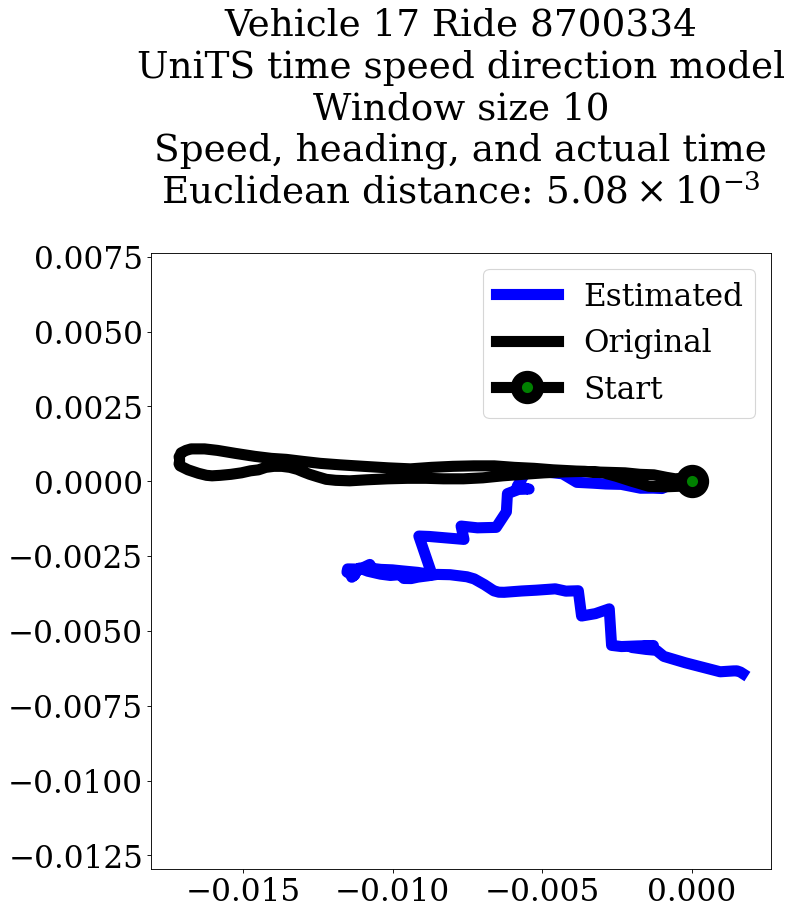 Vehicle 17 Ride 8700334
UniTS time speed direction model
Window size 10
Speed, heading, and actual time
Euclidean distance: 5.08 × 10⁻³
Estimated
Original
Start
0.0075
0.0050
0.0025
0.0000
−0.0025
−0.0050
−0.0075
−0.0100
−0.0125
−0.015 −0.010 −0.005 0.000